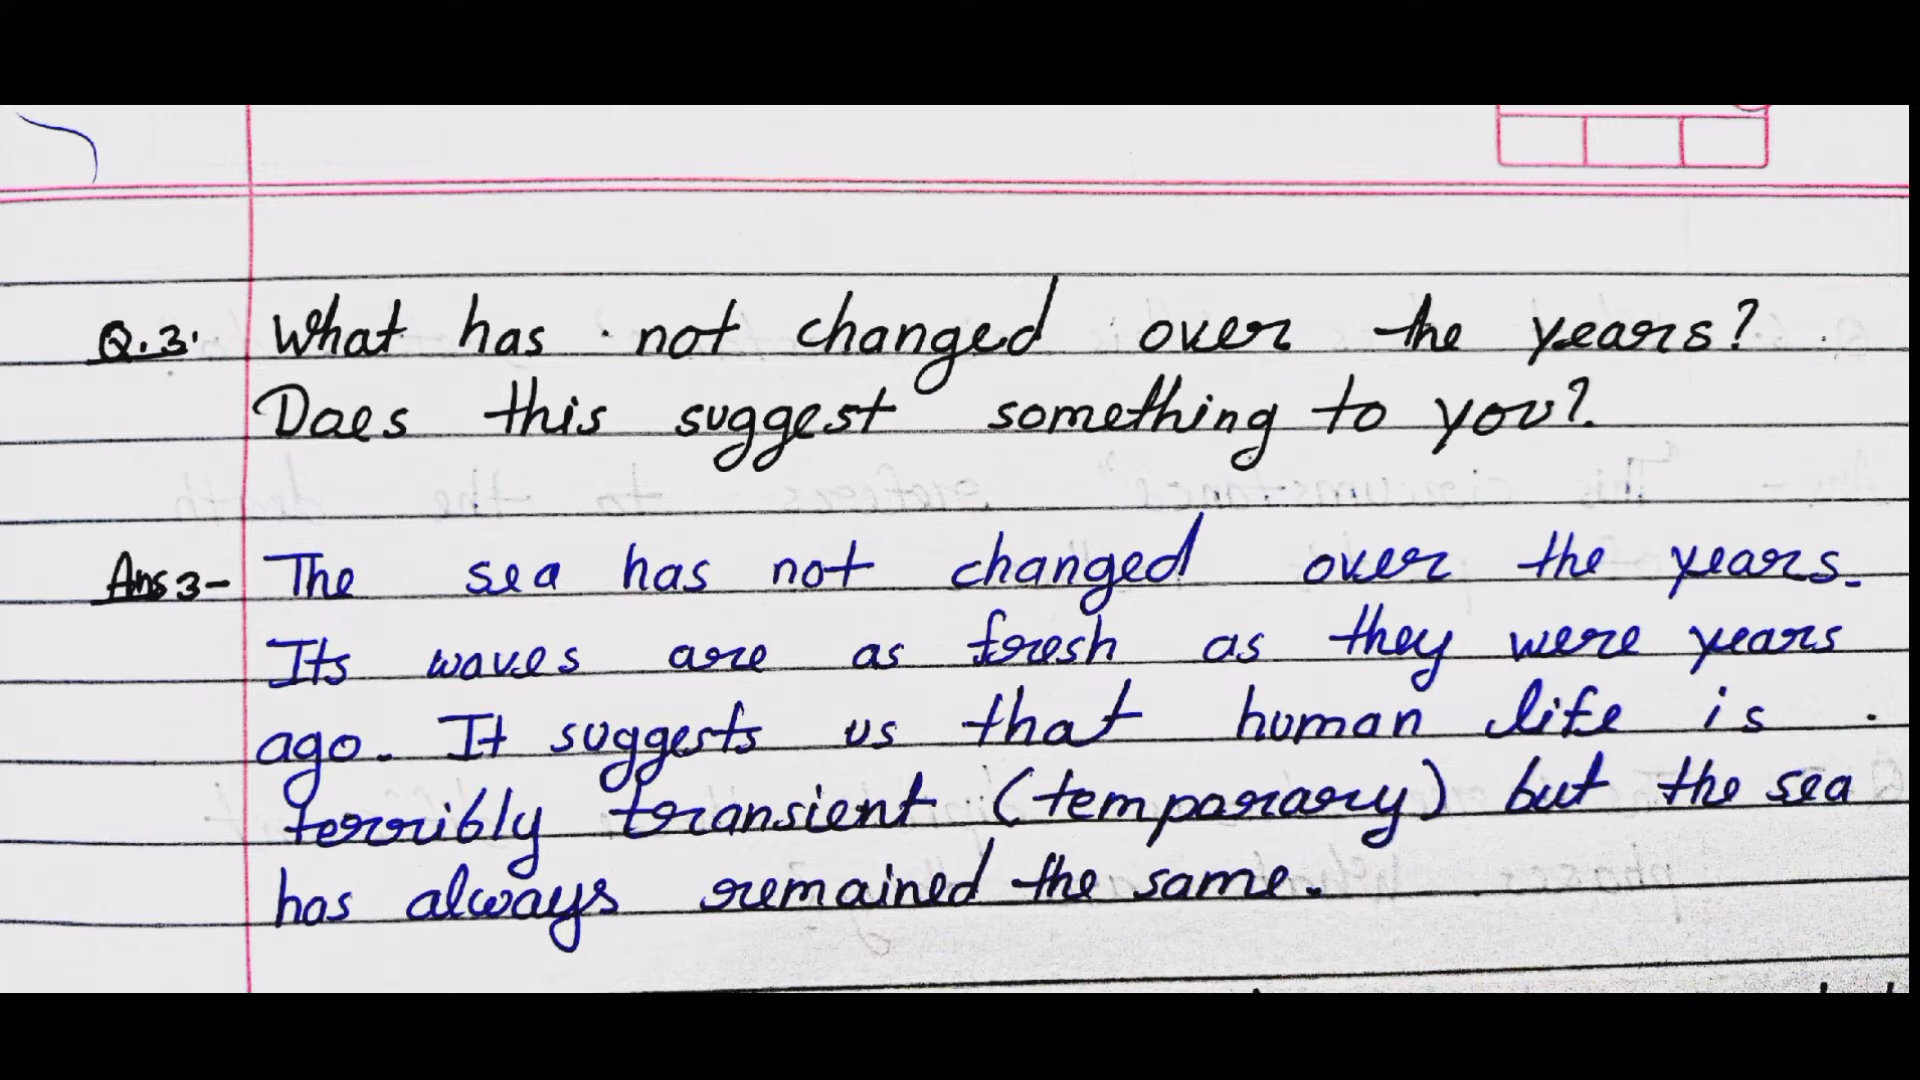 Q.3. What has not changed over the years?
Daes this suggest something to you?
Ans 3- The sea has not changed over the years.
Its waves are as fresh as they were years
ago. It suggests us that human life is
terribly transient (temparary) but the sea
has always remained the same.